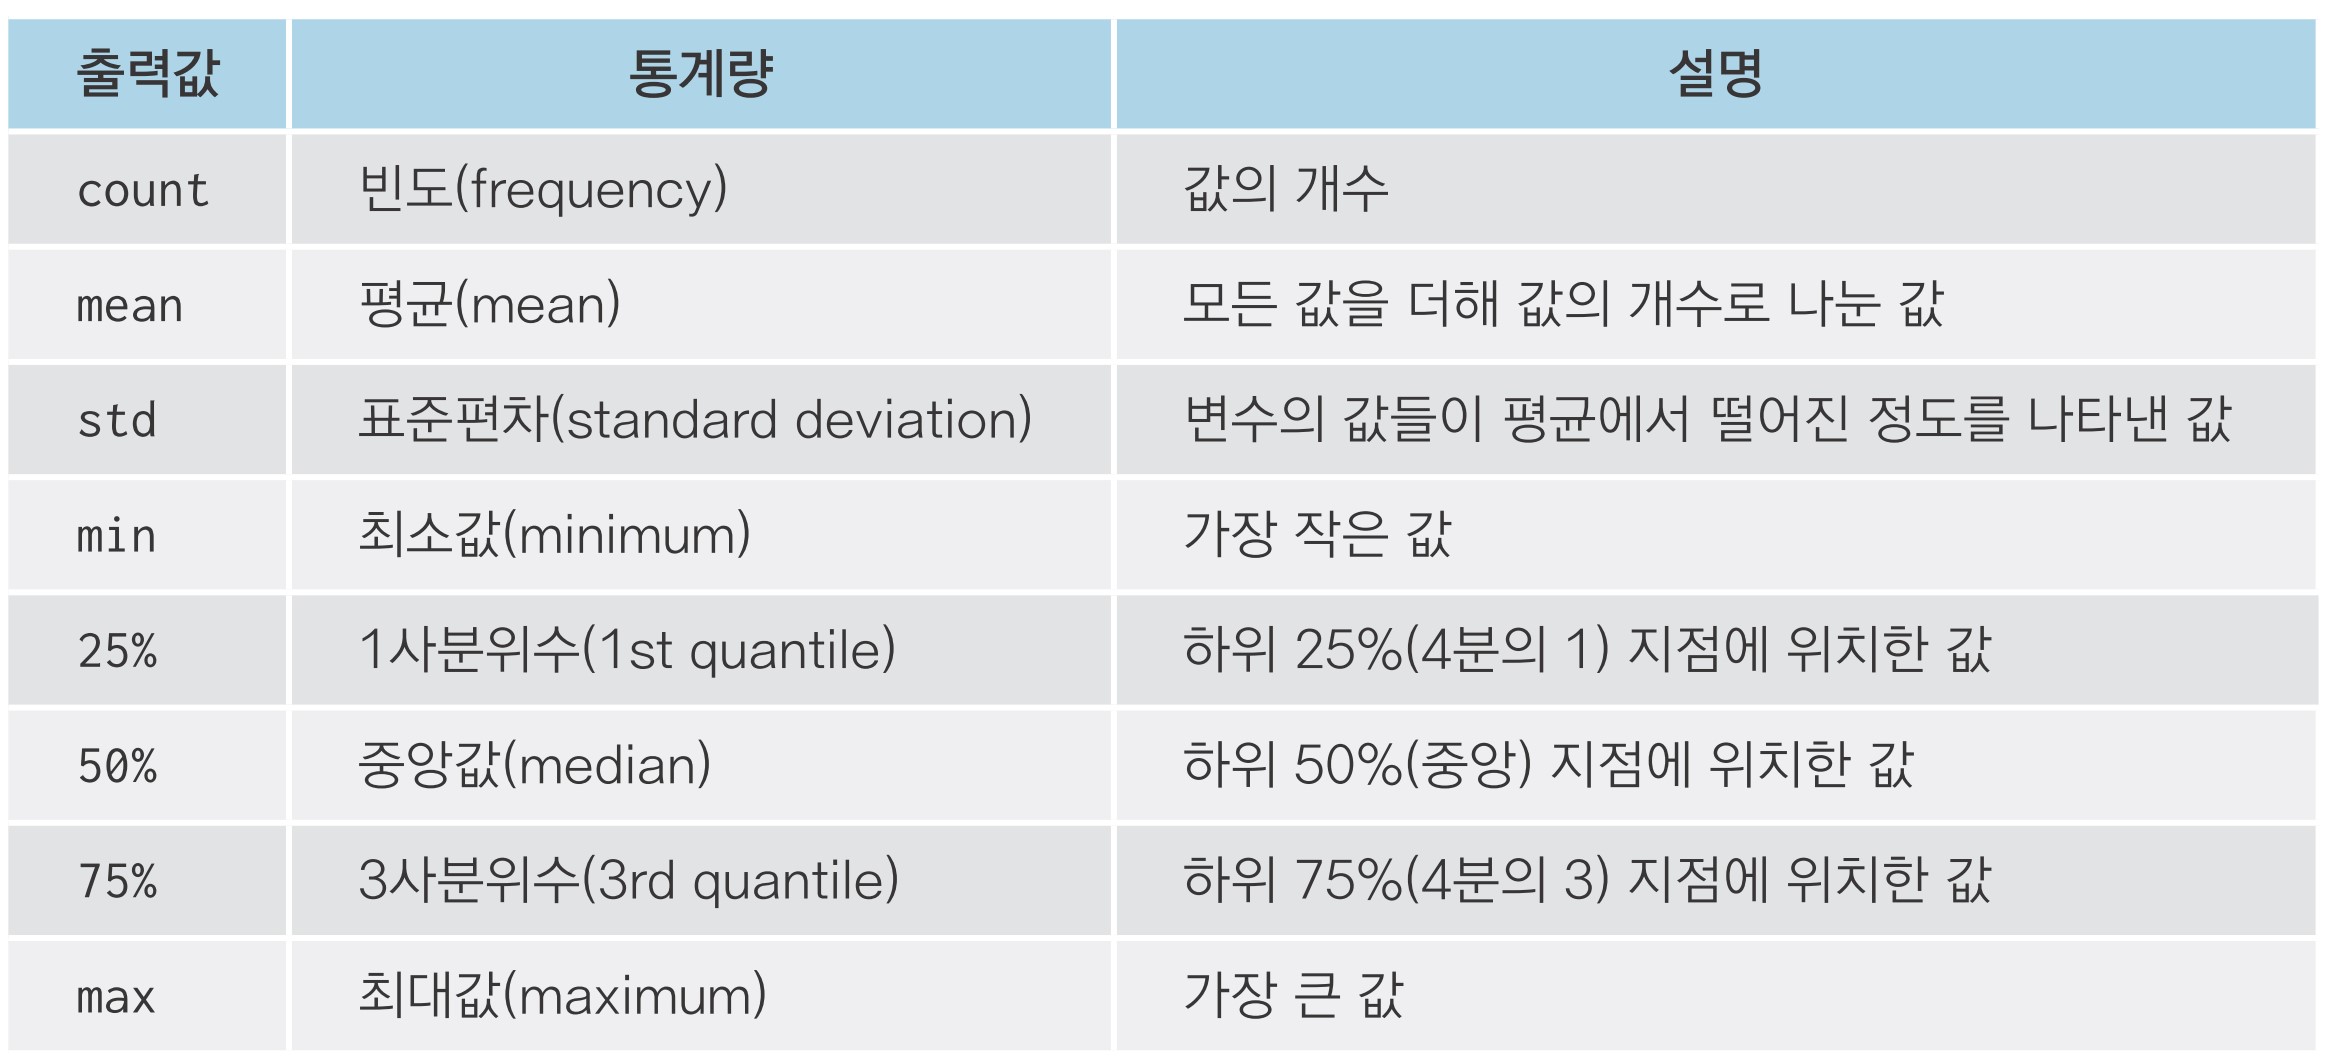 출력값 통계량 설명
count 빈도(frequency) 값의 개수
mean 평균(mean) 모든 값을 더해 값의 개수로 나눈 값
std 표준편차(standard deviation) 변수의 값들이 평균에서 떨어진 정도를 나타낸 값
min 최소값(minimum) 가장 작은 값
25% 1사분위수(1st quantile) 하위 25%(4분의 1) 지점에 위치한 값
50% 중앙값(median) 하위 50%(중앙) 지점에 위치한 값
75% 3사분위수(3rd quantile) 하위 75%(4분의 3) 지점에 위치한 값
max 최대값(maximum) 가장 큰 값